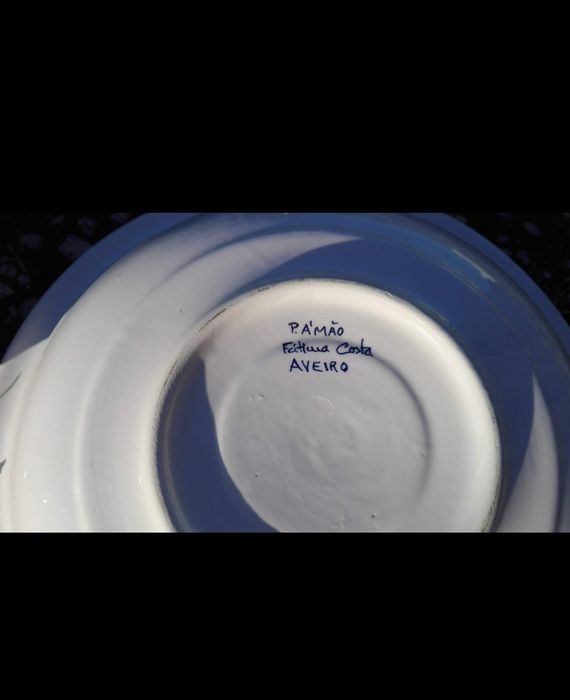 P. Á'MÃO
Fátima Costa
AVEIRO